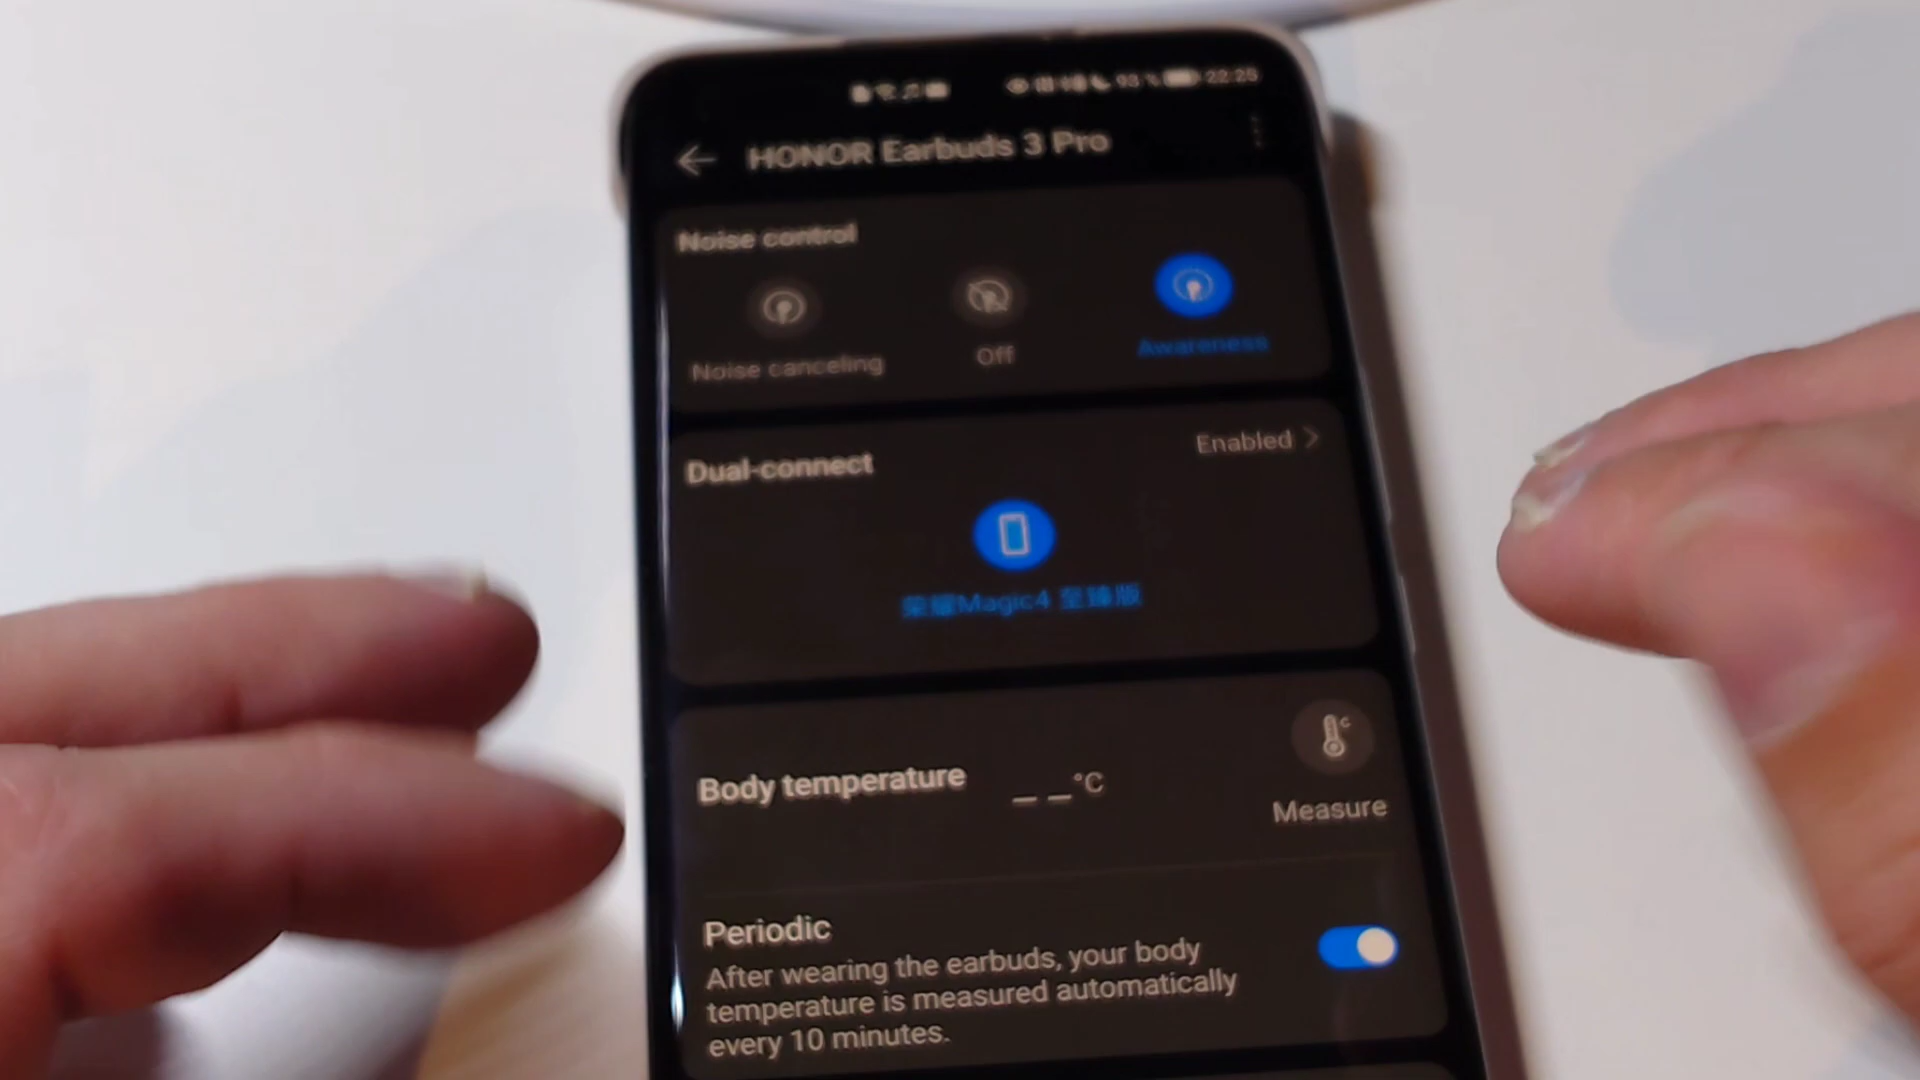 93 % 22:25
HONOR Earbuds 3 Pro
Noise control
Noise canceling
Off
Awareness
Dual-connect
Enabled
荣耀Magic4 至臻版
Body temperature
_ _°C
Measure
Periodic
After wearing the earbuds, your body
temperature is measured automatically
every 10 minutes.